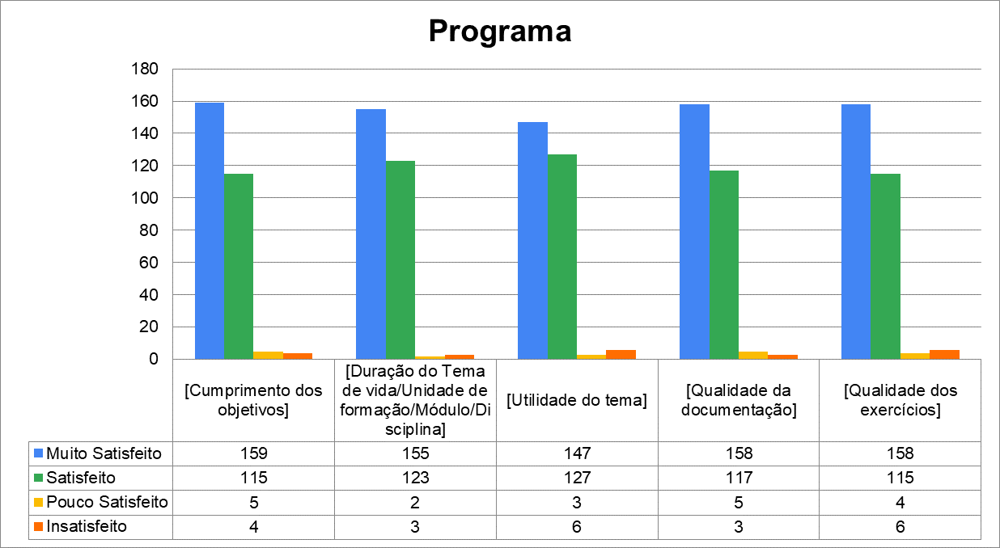 Programa
180
160
140
120
100
80
60
40
20
0
[Cumprimento dos
objetivos]
[Duração do Tema
de vida/Unidade de
formação/Módulo/Di
sciplina]
[Utilidade do tema]
[Qualidade da
documentação]
[Qualidade dos
exercícios]
Muito Satisfeito 159 155 147 158 158
Satisfeito 115 123 127 117 115
Pouco Satisfeito 5 2 3 5 4
Insatisfeito 4 3 6 3 6